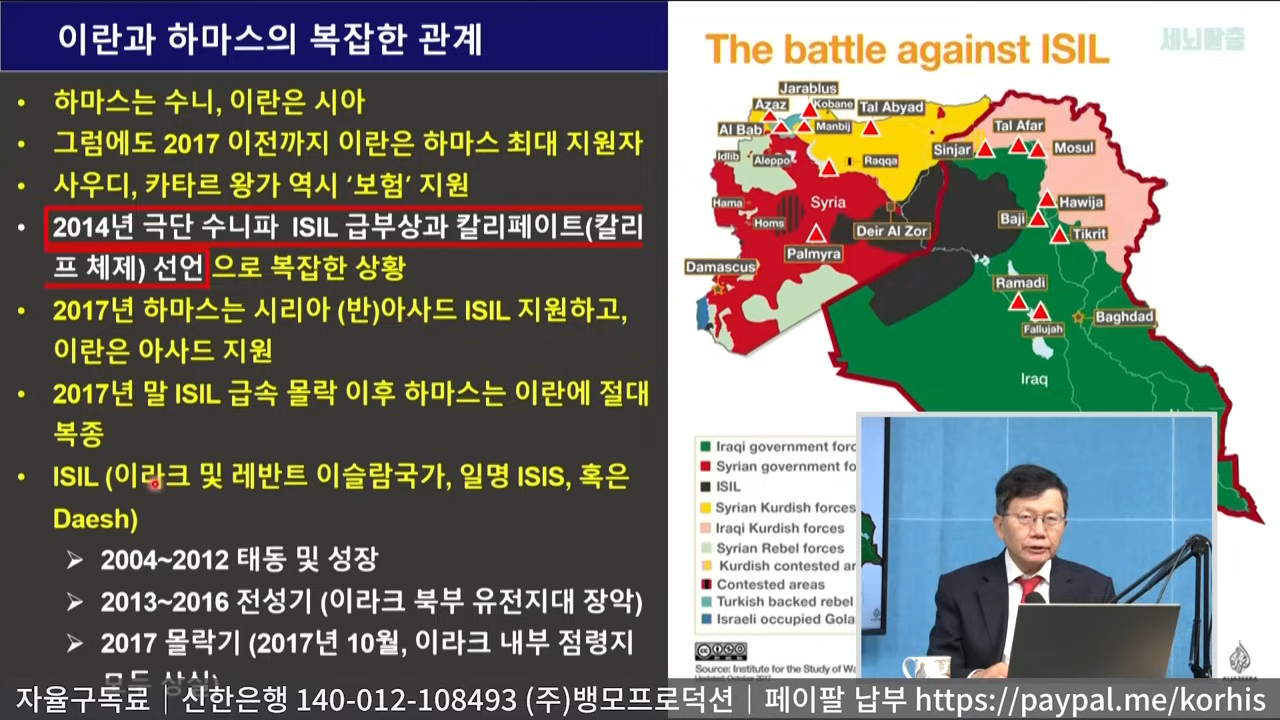 이란과 하마스의 복잡한 관계
• 하마스는 수니, 이란은 시아
• 그럼에도 2017 이전까지 이란은 하마스 최대 지원자
• 사우디, 카타르 왕가 역시 ‘보험’ 지원
• 2014년 극단 수니파 ISIL 급부상과 칼리페이트(칼리
프 체제) 선언으로 복잡한 상황
• 2017년 하마스는 시리아 (반)아사드 ISIL 지원하고,
이란은 아사드 지원
• 2017년 말 ISIL 급속 몰락 이후 하마스는 이란에 절대
복종
• ISIL (이라크 및 레반트 이슬람국가, 일명 ISIS, 혹은
Daesh)
➢ 2004~2012 태동 및 성장
➢ 2013~2016 전성기 (이라크 북부 유전지대 장악)
➢ 2017 몰락기 (2017년 10월, 이라크 내부 점령지
모두 상실)
The battle against ISIL
세뇌탈출
Jarablus
Azaz
Kobane
Tal Abyad
Al Bab
Manbij
Idlib
Aleppo
Raqqa
Sinjar
Tal Afar
Mosul
Hama
Syria
Homs
Deir Al Zor
Palmyra
Hawija
Baji
Tikrit
Damascus
Ramadi
Fallujah
Baghdad
Iraq
Iraqi government forc
Syrian government fo
ISIL
Syrian Kurdish forces
Iraqi Kurdish forces
Syrian Rebel forces
Kurdish contested ar
Contested areas
Turkish backed rebel
Israeli occupied Gola
Source: Institute for the Study of Wa
Updated: October 2017
ALJAZEERA
자율구독료｜신한은행 140-012-108493 (주)뱅모프로덕션｜페이팔 납부 https://paypal.me/korhis